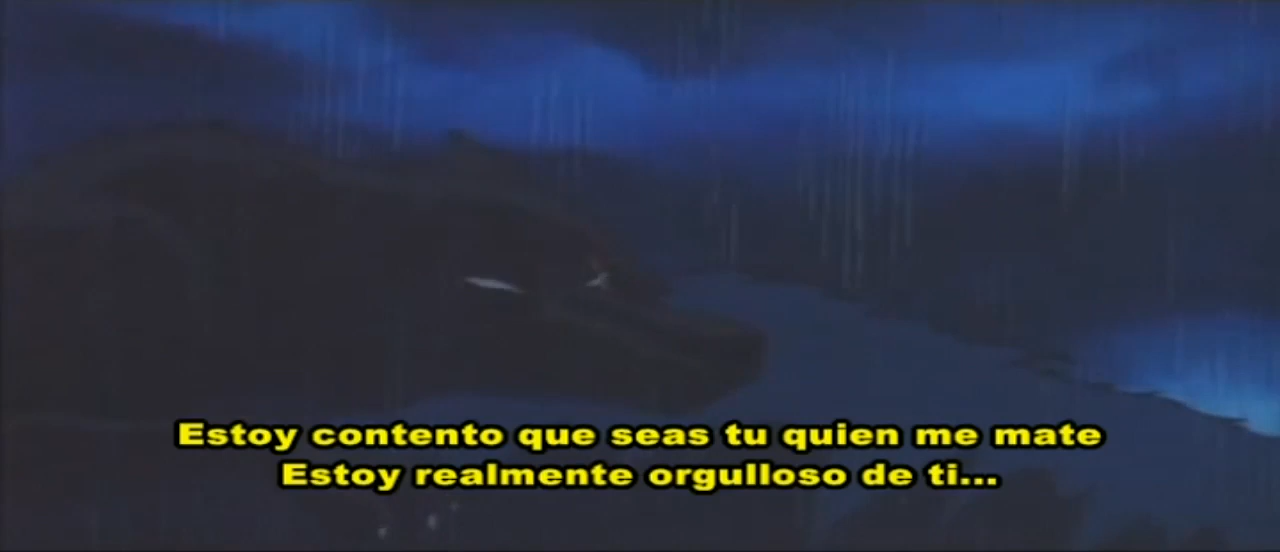 Estoy contento que seas tu quien me mate
Estoy realmente orgulloso de ti...